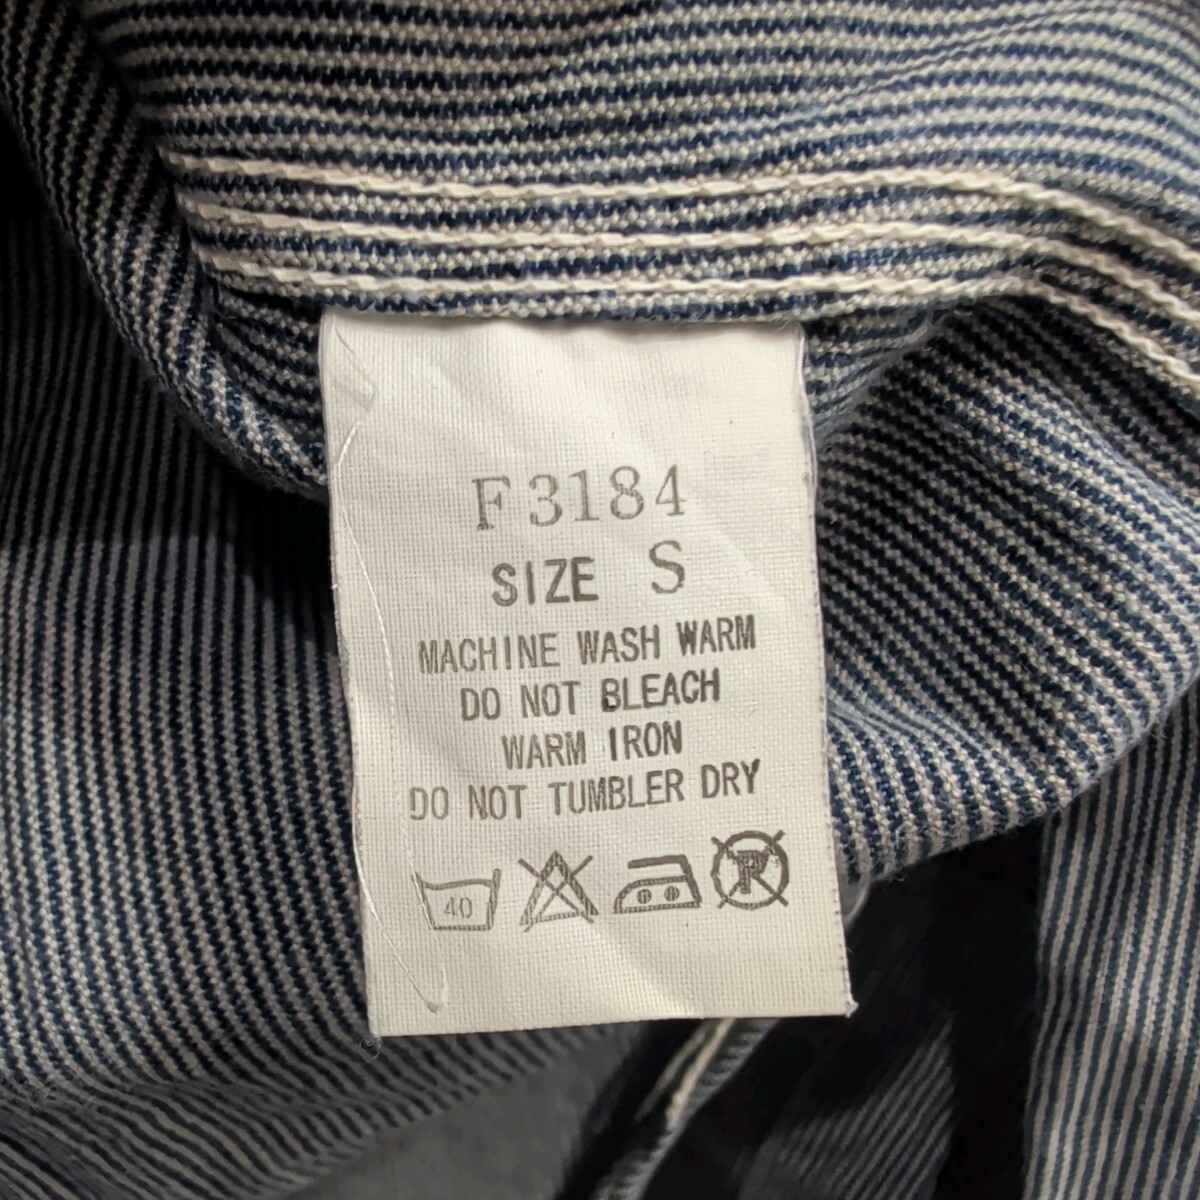 F3184
SIZE S
MACHINE WASH WARM
DO NOT BLEACH
WARM IRON
DO NOT TUMBLER DRY
40 P